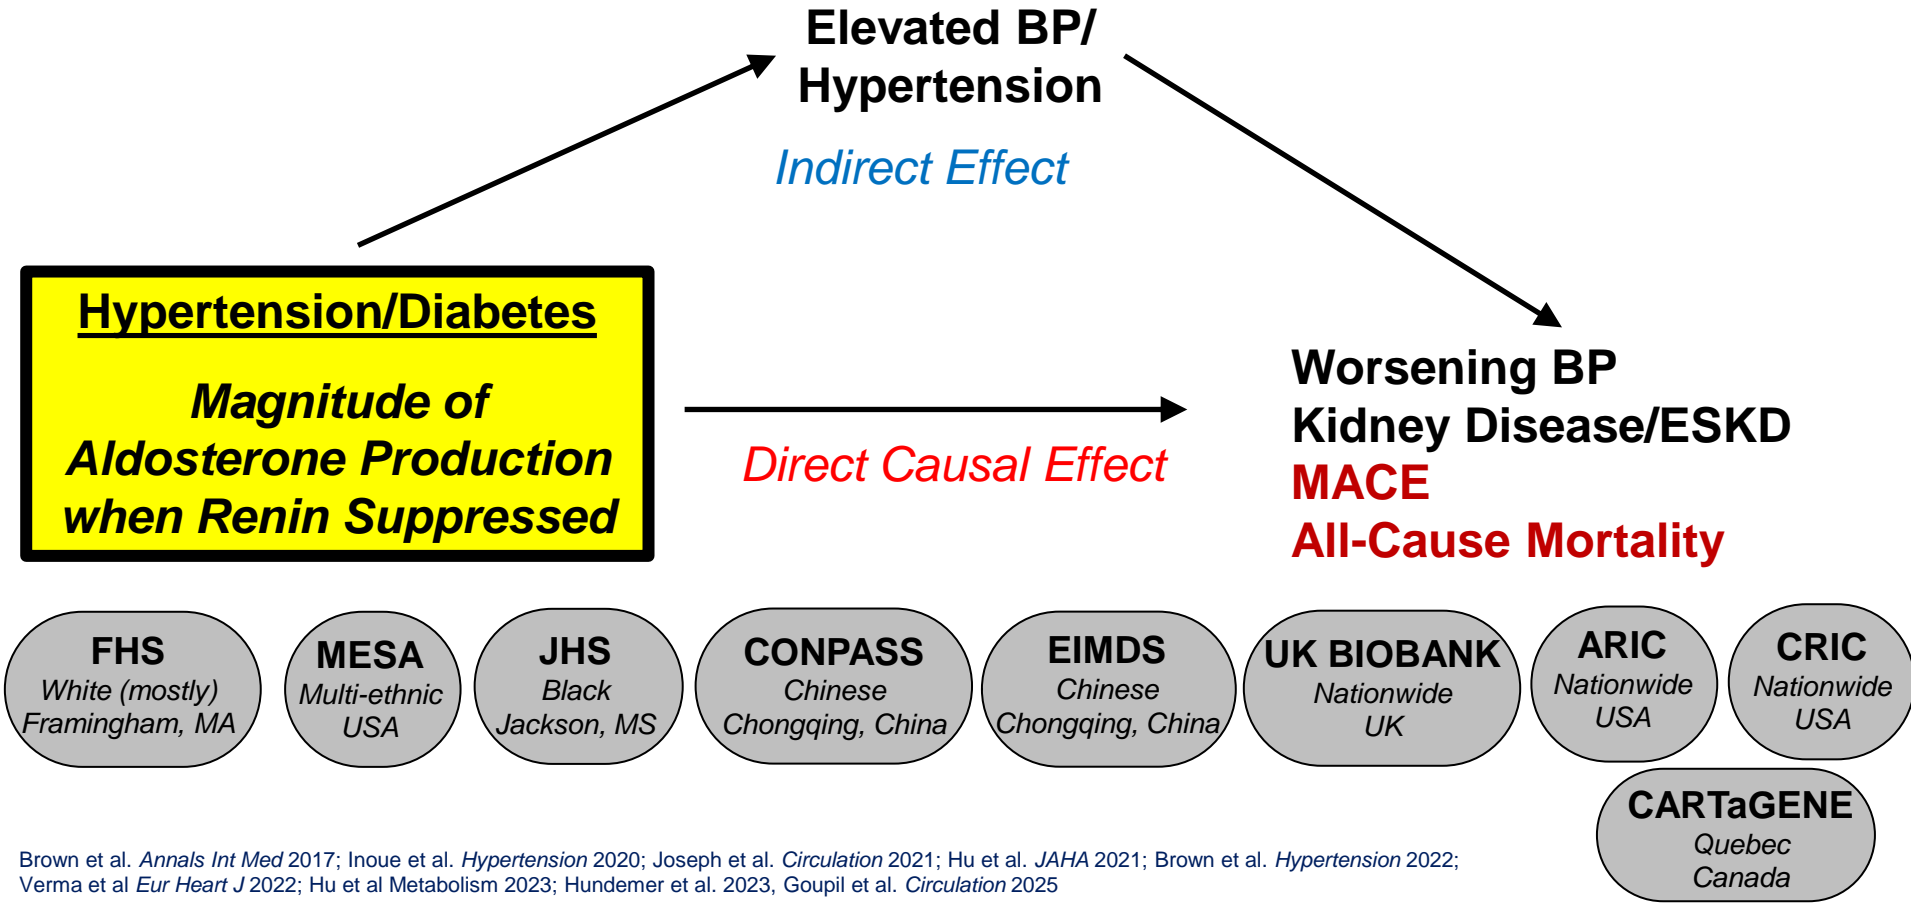 Elevated BP/
Hypertension
Indirect Effect
Hypertension/Diabetes
Magnitude of
Aldosterone Production
when Renin Suppressed
Direct Causal Effect
Worsening BP
Kidney Disease/ESKD
MACE
All-Cause Mortality
FHS
White (mostly)
Framingham, MA
MESA
Multi-ethnic
USA
JHS
Black
Jackson, MS
CONPASS
Chinese
Chongqing, China
EIMDS
Chinese
Chongqing, China
UK BIOBANK
Nationwide
UK
ARIC
Nationwide
USA
CRIC
Nationwide
USA
CARTaGENE
Quebec
Canada
Brown et al. Annals Int Med 2017; Inoue et al. Hypertension 2020; Joseph et al. Circulation 2021; Hu et al. JAHA 2021; Brown et al. Hypertension 2022;
Verma et al Eur Heart J 2022; Hu et al Metabolism 2023; Hundemer et al. 2023, Goupil et al. Circulation 2025